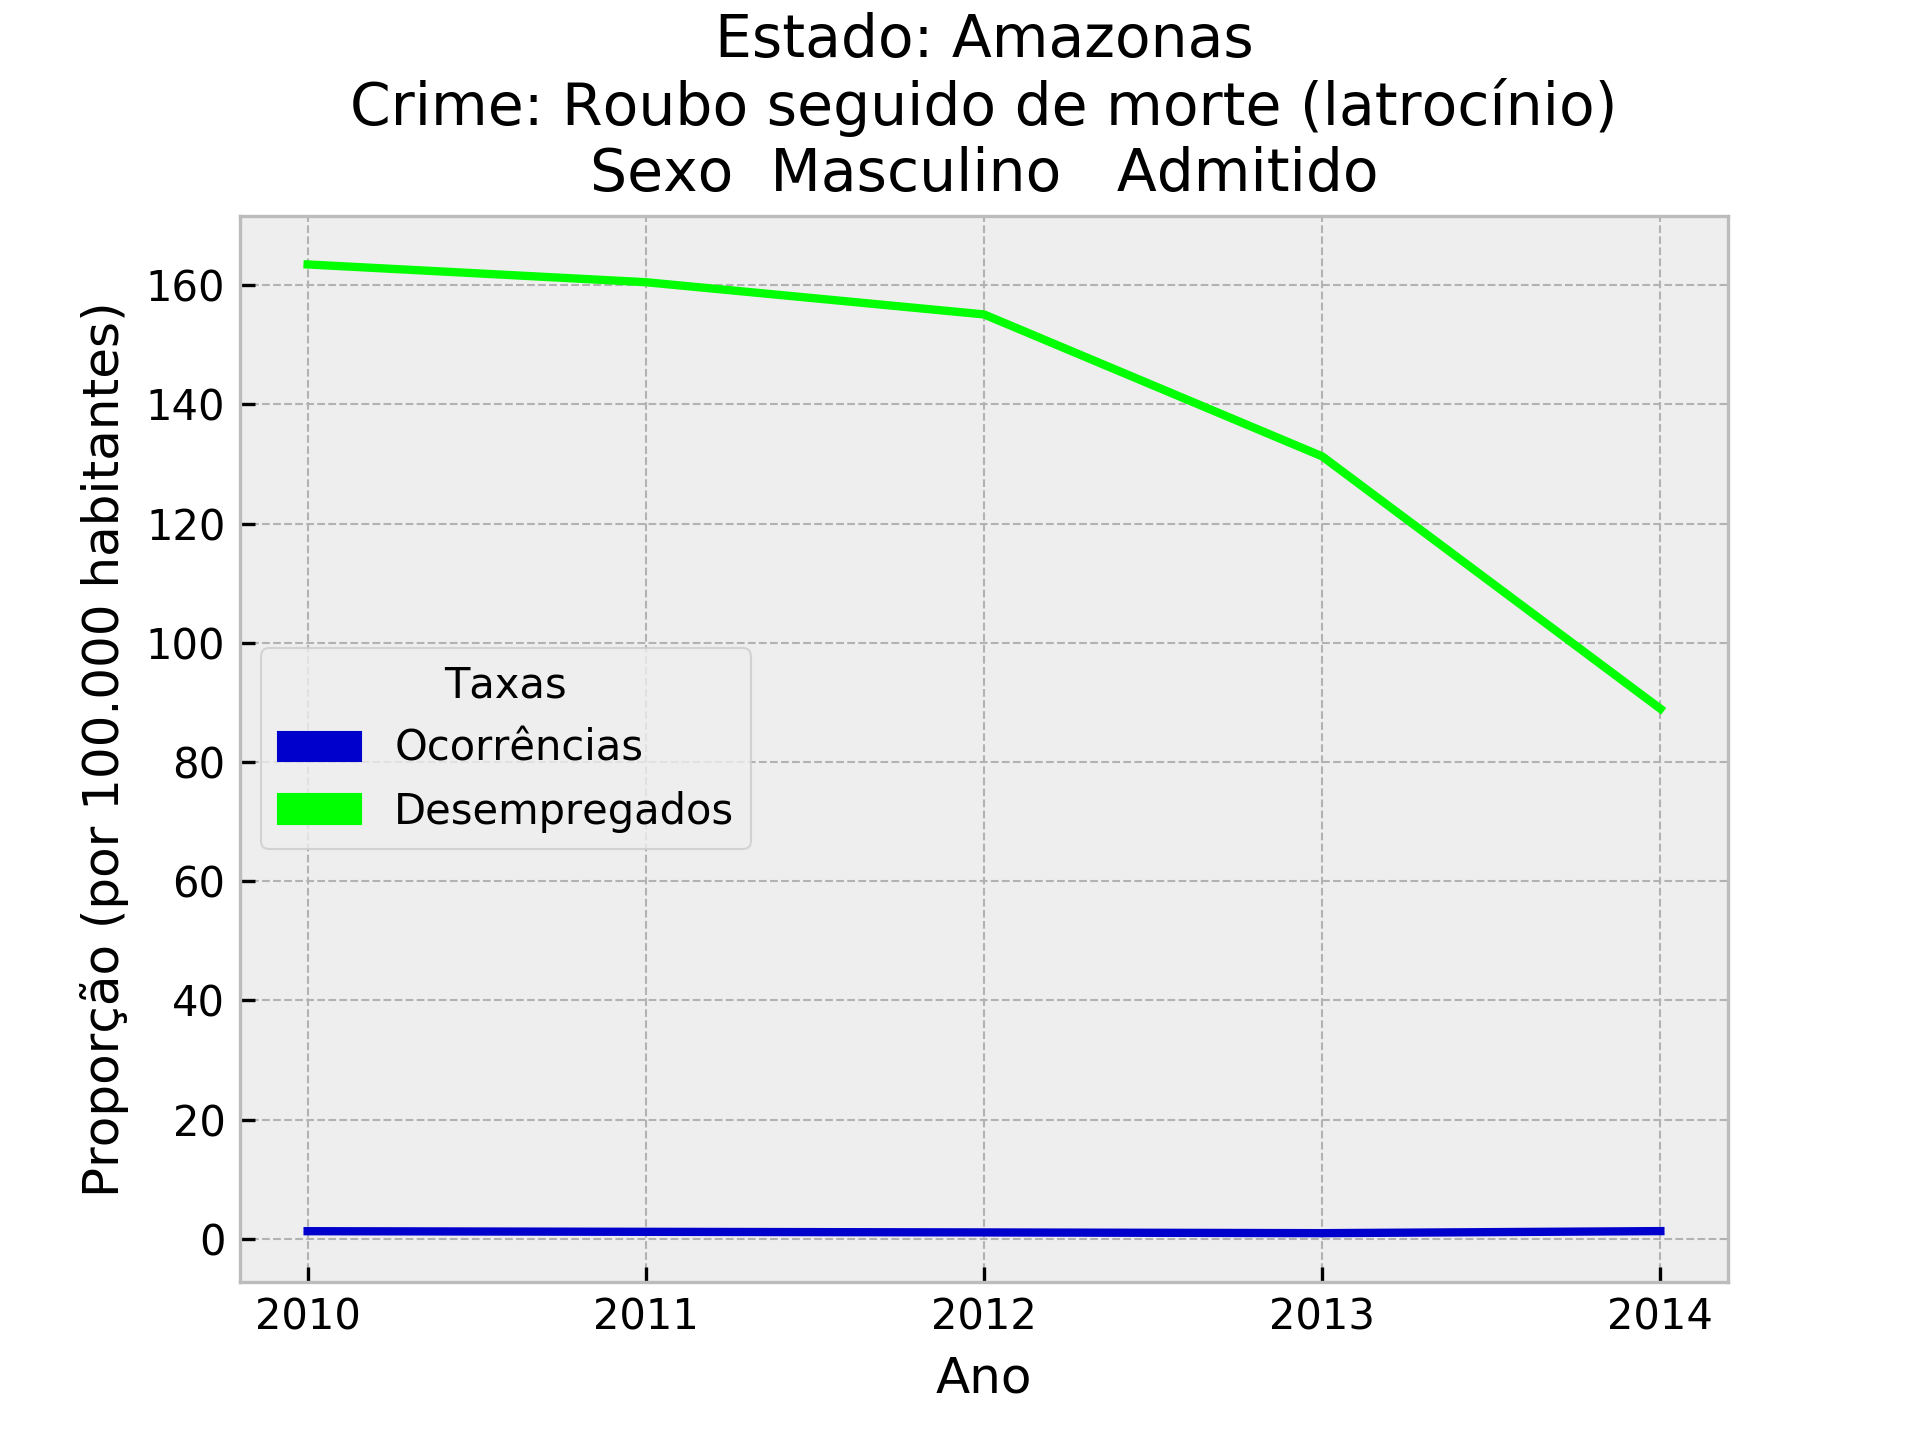 Estado: Amazonas
Crime: Roubo seguido de morte (latrocínio)
Sexo  Masculino   Admitido
Proporção (por 100.000 habitantes)
160
140
120
100
80
60
40
20
0
Taxas
Ocorrências
Desempregados
2010 2011 2012 2013 2014
Ano